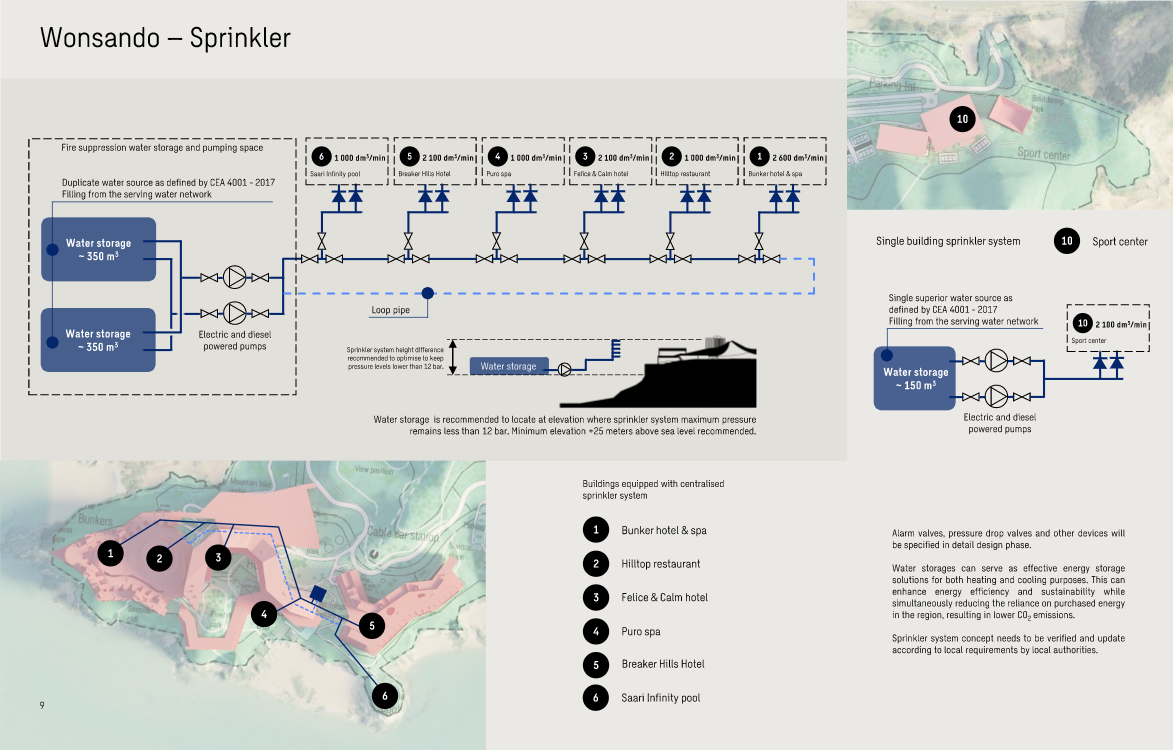 Wonsando – Sprinkler
Fire suppression water storage and pumping space
Duplicate water source as defined by CEA 4001 - 2017
Filling from the serving water network
Water storage
~ 350 m³
Water storage
~ 350 m³
Electric and diesel
powered pumps
6 1 000 dm³/min
Saari Infinity pool
5 2 100 dm³/min
Breaker Hills Hotel
4 1 000 dm³/min
Puro spa
3 2 100 dm³/min
Felice & Calm hotel
2 1 000 dm³/min
Hilltop restaurant
1 2 600 dm³/min
Bunker hotel & spa
Loop pipe
Sprinkler system height difference
recommended to optimise to keep
pressure levels lower than 12 bar.
Water storage
Water storage is recommended to locate at elevation where sprinkler system maximum pressure
remains less than 12 bar. Minimum elevation +25 meters above sea level recommended.
Parking lot
Bouldering
Park
10
Sport center
Single building sprinkler system
10 Sport center
Single superior water source as
defined by CEA 4001 - 2017
Filling from the serving water network
Water storage
~ 150 m³
Electric and diesel
powered pumps
10 2 100 dm³/min
Sport center
View pavilion
Mountain lake
Bunkers
Cable car station
park
park
1
2
3
4
5
6
9
Buildings equipped with centralised
sprinkler system
1 Bunker hotel & spa
2 Hilltop restaurant
3 Felice & Calm hotel
4 Puro spa
5 Breaker Hills Hotel
6 Saari Infinity pool
Alarm valves, pressure drop valves and other devices will
be specified in detail design phase.
Water storages can serve as effective energy storage
solutions for both heating and cooling purposes. This can
enhance energy efficiency and sustainability while
simultaneously reducing the reliance on purchased energy
in the region, resulting in lower CO₂ emissions.
Sprinkler system concept needs to be verified and update
according to local requirements by local authorities.